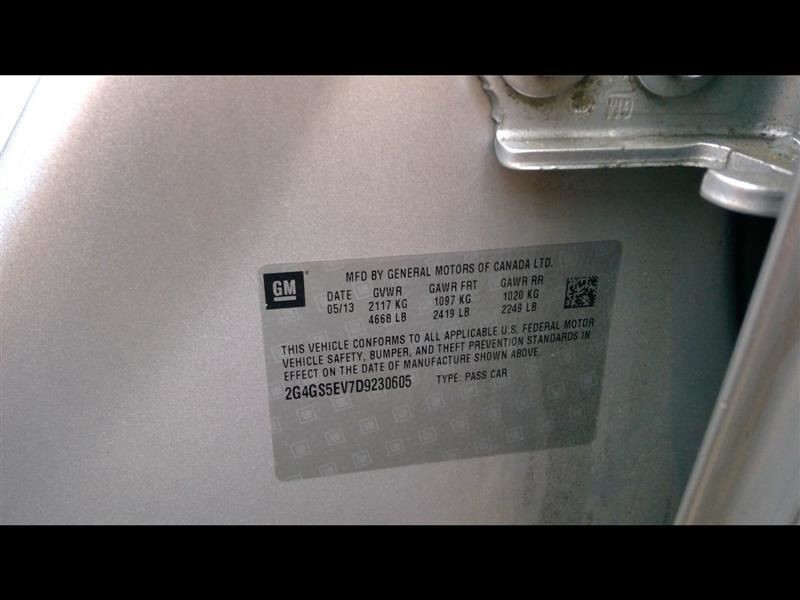 GM
MFD BY GENERAL MOTORS OF CANADA LTD.
DATE GVWR GAWR FRT GAWR RR
05/13 2117 KG 1097 KG 1020 KG
4668 LB 2419 LB 2249 LB
THIS VEHICLE CONFORMS TO ALL APPLICABLE U.S. FEDERAL MOTOR
VEHICLE SAFETY, BUMPER, AND THEFT PREVENTION STANDARDS IN
EFFECT ON THE DATE OF MANUFACTURE SHOWN ABOVE.
2G4GS5EV7D9230605 TYPE: PASS CAR
GM